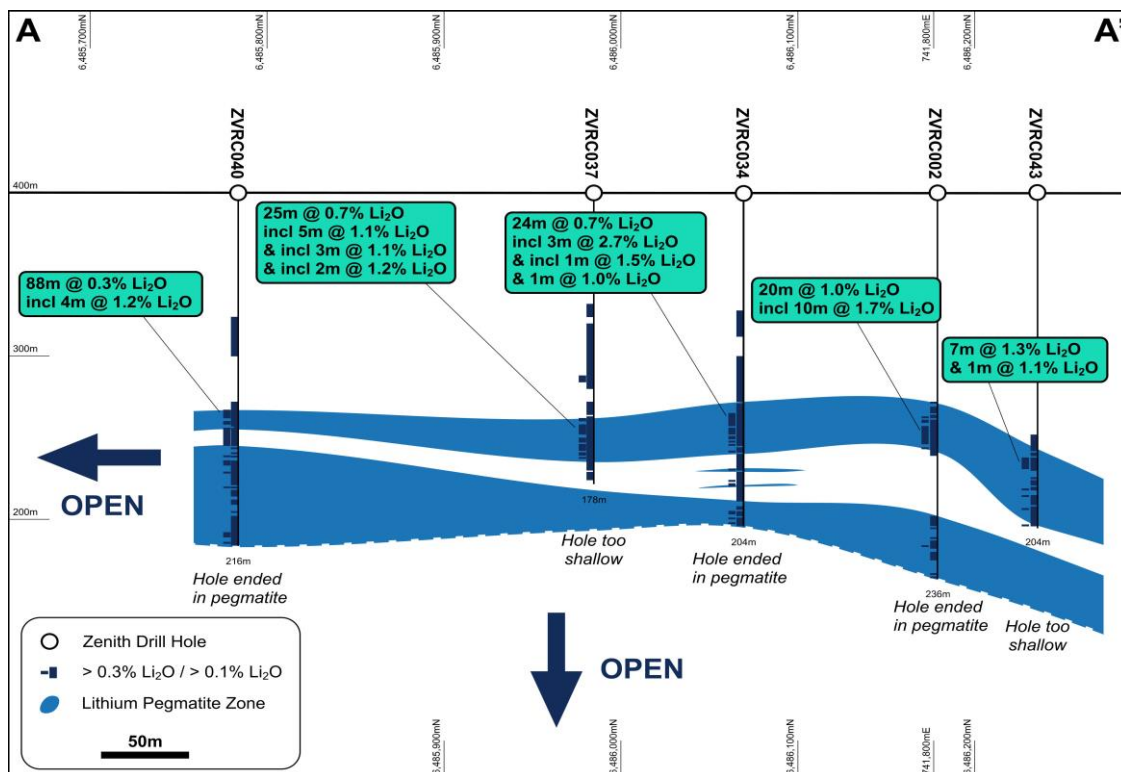 A
A'
6,485,700mN
6,485,800mN
6,485,900mN
6,486,000mN
6,486,100mN
741,800mE
6,486,200mN
ZVRC040
ZVRC037
ZVRC034
ZVRC002
ZVRC043
400m
25m @ 0.7% Li₂O
incl 5m @ 1.1% Li₂O
& incl 3m @ 1.1% Li₂O
& incl 2m @ 1.2% Li₂O
24m @ 0.7% Li₂O
incl 3m @ 2.7% Li₂O
& incl 1m @ 1.5% Li₂O
& 1m @ 1.0% Li₂O
88m @ 0.3% Li₂O
incl 4m @ 1.2% Li₂O
20m @ 1.0% Li₂O
incl 10m @ 1.7% Li₂O
7m @ 1.3% Li₂O
& 1m @ 1.1% Li₂O
300m
OPEN
200m
178m
Hole too
shallow
216m
Hole ended
in pegmatite
204m
Hole ended
in pegmatite
236m
Hole ended
in pegmatite
204m
Hole too
shallow
OPEN
Zenith Drill Hole
> 0.3% Li₂O / > 0.1% Li₂O
Lithium Pegmatite Zone
50m
6,485,900mN
6,486,000mN
6,486,100mN
741,800mE
6,486,200mN